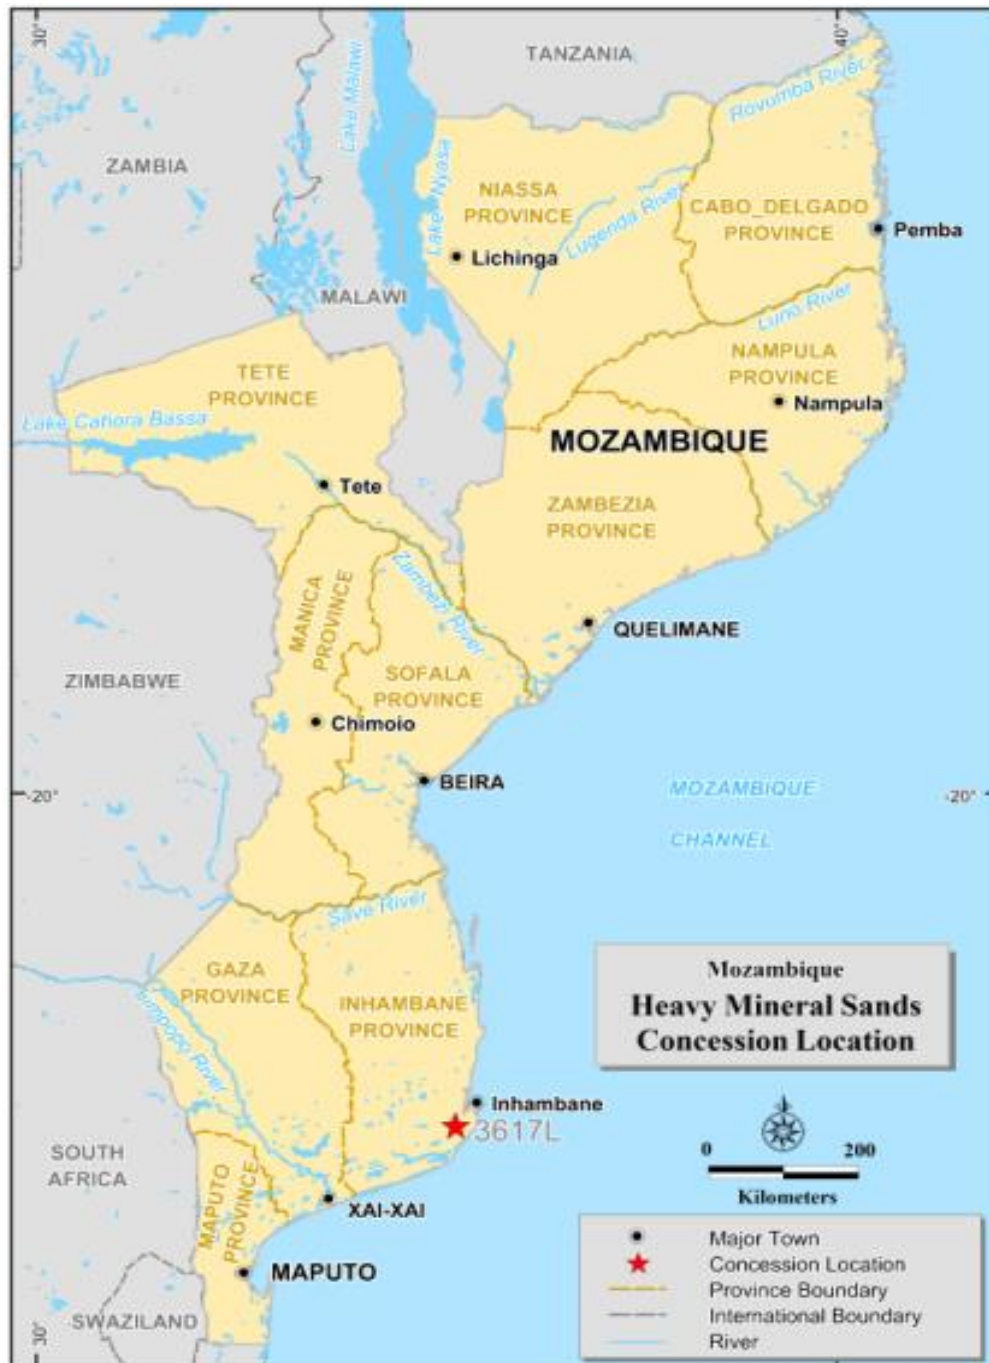 30°
40°
TANZANIA
Rovumba River
Lake Malawi
ZAMBIA
Lake Nyasa
NIASSA
PROVINCE
Lugenda River
CABO_DELGADO
PROVINCE
Pemba
Lichinga
MALAWI
Lurio River
TETE
PROVINCE
NAMPULA
PROVINCE
Nampula
Lake Cahora Bassa
MOZAMBIQUE
Tete
ZAMBEZIA
PROVINCE
MANICA
PROVINCE
Zambezi River
QUELIMANE
ZIMBABWE
SOFALA
PROVINCE
Chimoio
BEIRA
MOZAMBIQUE
CHANNEL
-20°
-20°
Save River
GAZA
PROVINCE
INHAMBANE
PROVINCE
Mozambique
Heavy Mineral Sands
Concession Location
Inhambane
3617L
0 200
Kilometers
SOUTH
AFRICA
MAPUTO
PROVINCE
XAI-XAI
MAPUTO
SWAZILAND
Major Town
Concession Location
Province Boundary
International Boundary
River
30°